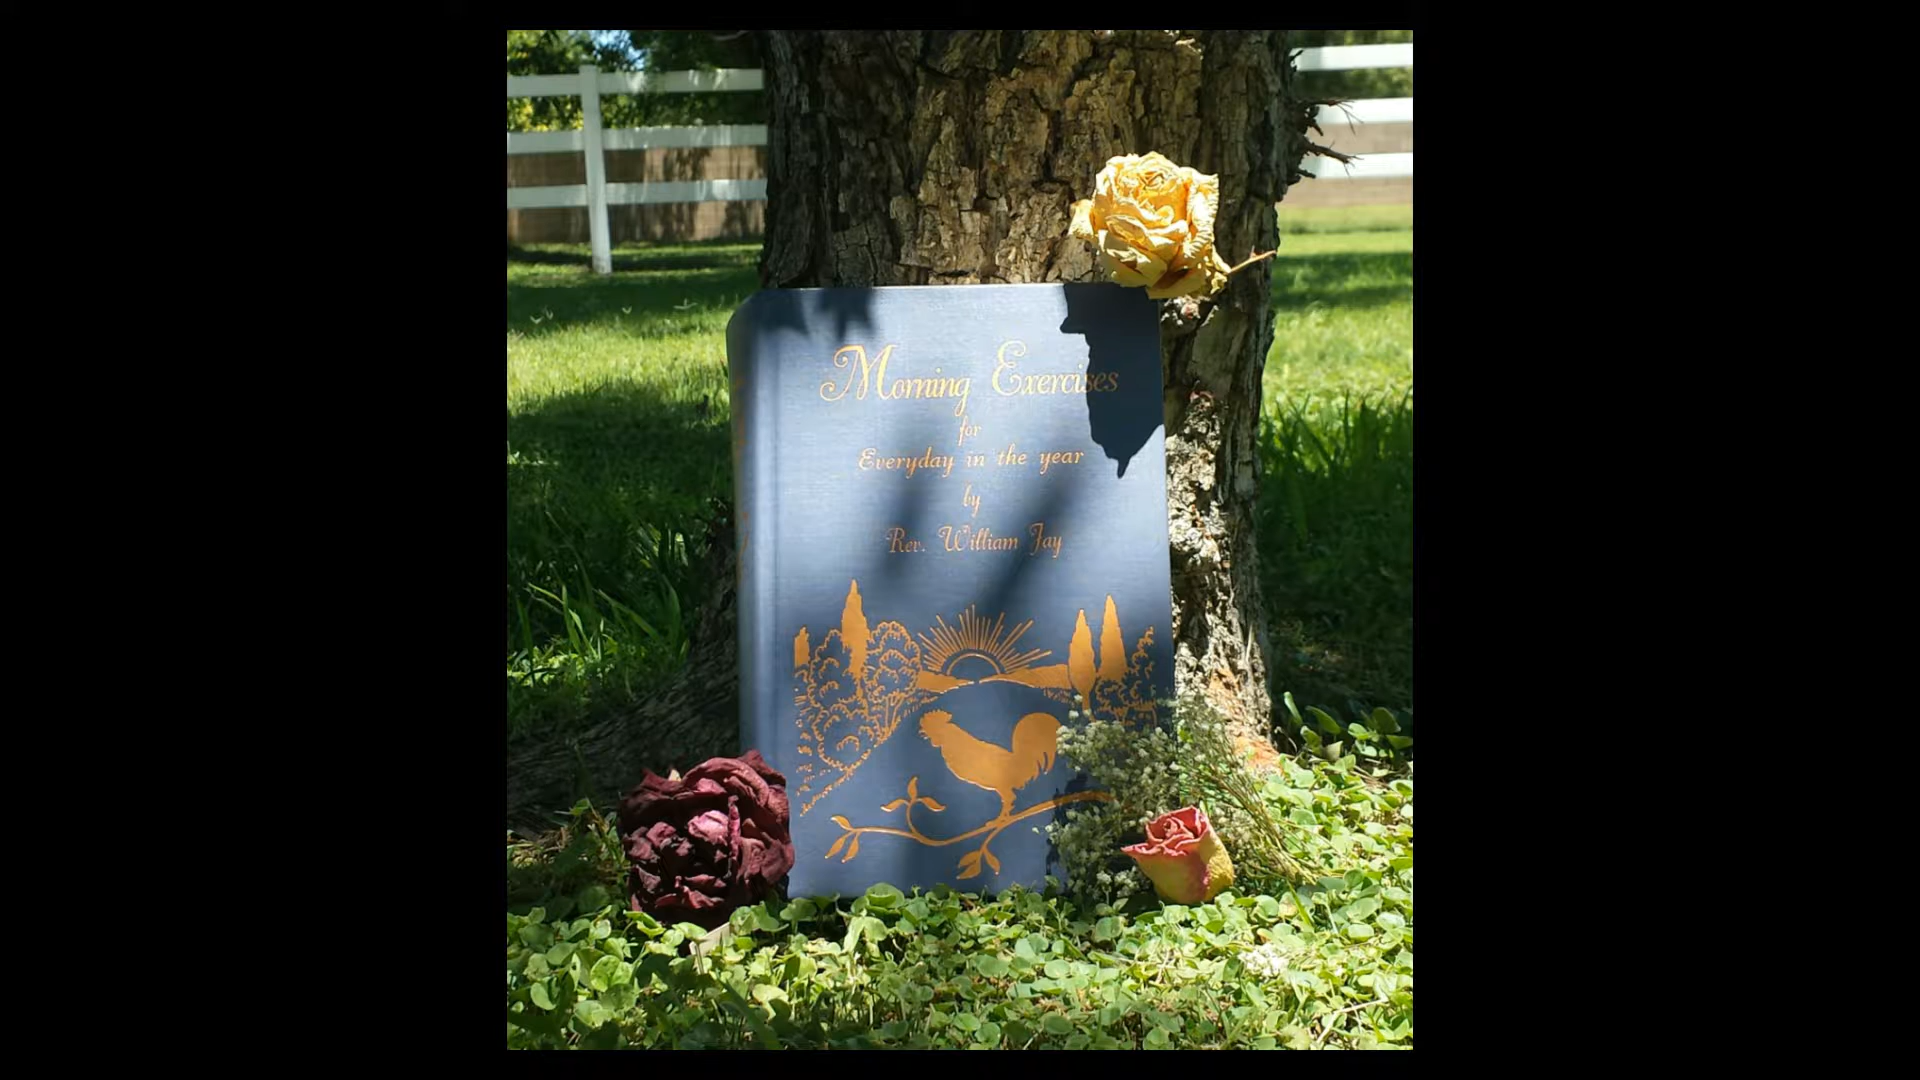 Morning Exercises
for
Everyday in the year
by
Rev. William Jay